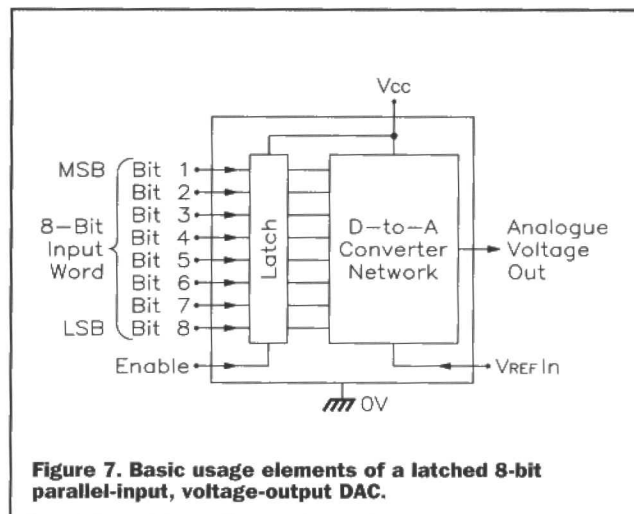 Vcc
MSB
Bit 1
Bit 2
Bit 3
8-Bit
Input
Word
Bit 4
Bit 5
Bit 6
Bit 7
LSB
Bit 8
Enable
Latch
D-to-A
Converter
Network
Analogue
Voltage
Out
VREF In
0V
Figure 7. Basic usage elements of a latched 8-bit
parallel-input, voltage-output DAC.